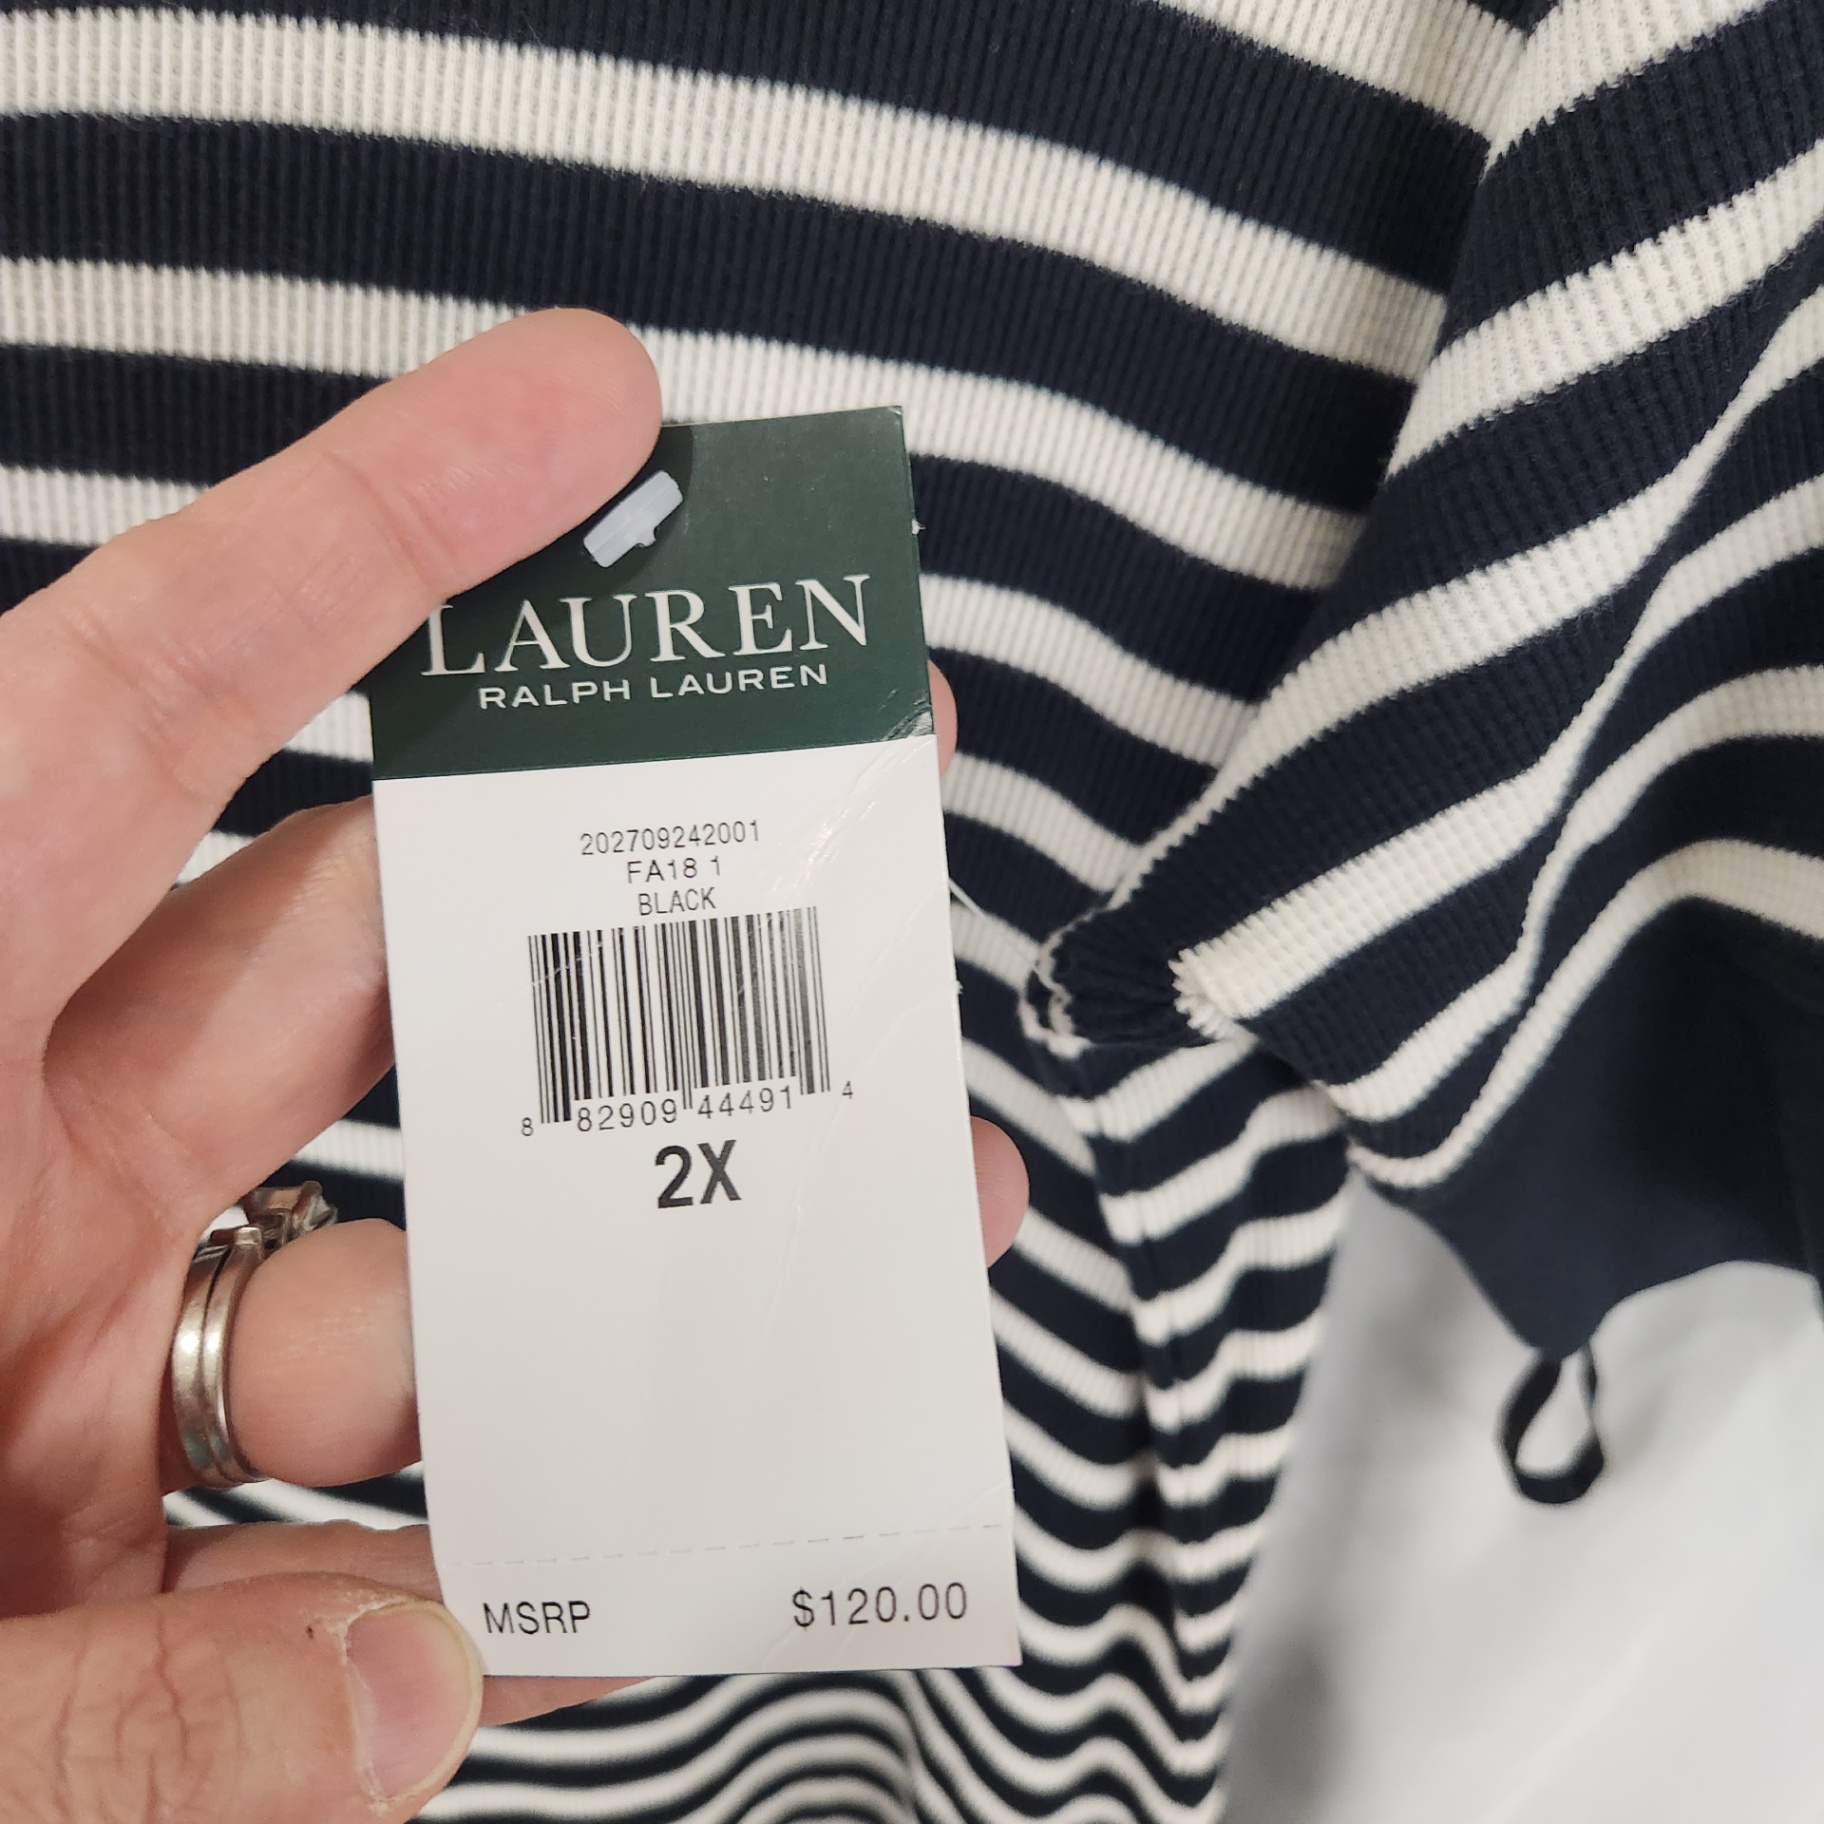 LAUREN
RALPH LAUREN
202709242001
FA18 1
BLACK
8 82909 44491 4
2X
MSRP $120.00